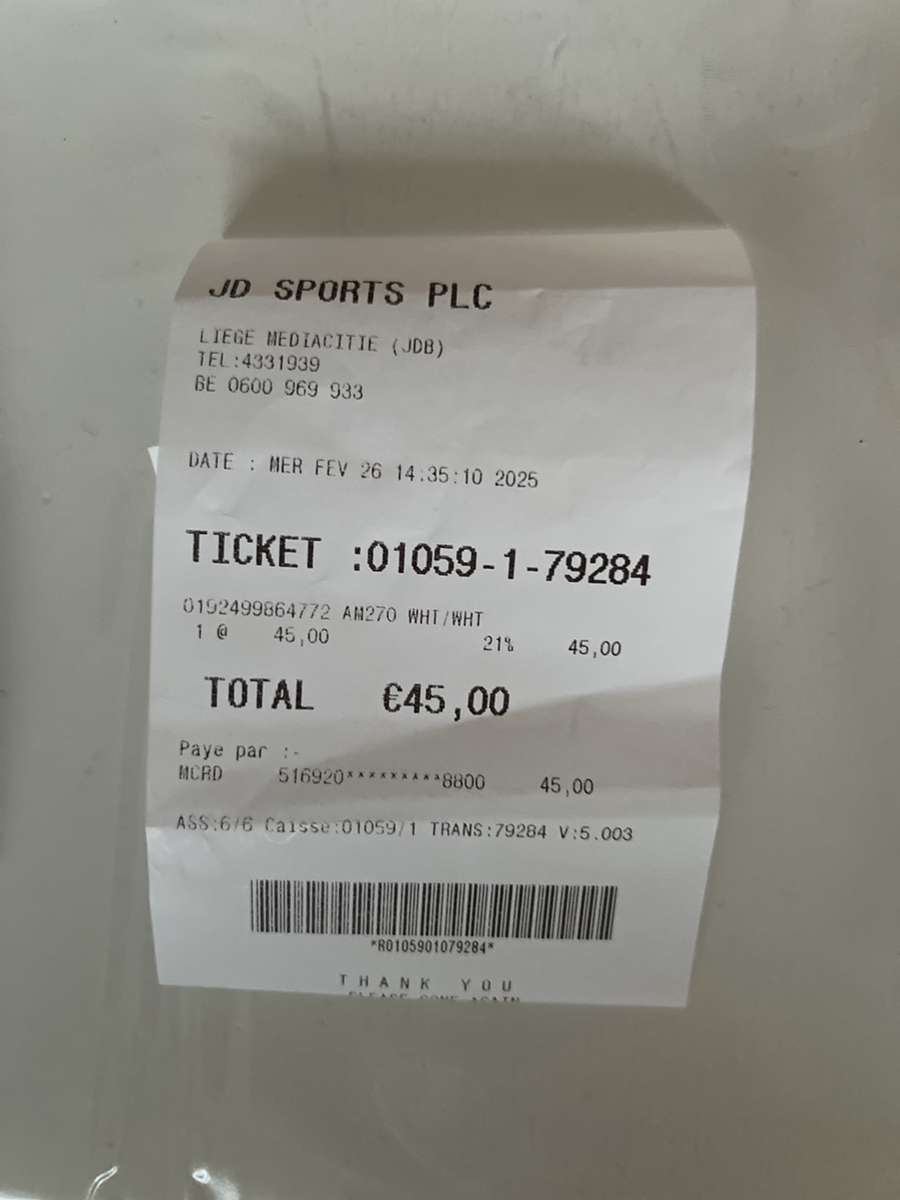 JD SPORTS PLC
LIEGE MEDIACITIE (JDB)
TEL:4331939
BE 0600 969 933
DATE : MER FEV 26 14:35:10 2025
TICKET :01059-1-79284
0192499864772 AM270 WHT/WHT
1 @ 45,00 21% 45,00
TOTAL €45,00
Paye par :-
MCRD 516920*********8800 45,00
ASS:6/6 Caisse:01059/1 TRANS:79284 V:5.003
*R0105901079284*
THANK YOU
PLEASE COME AGAIN